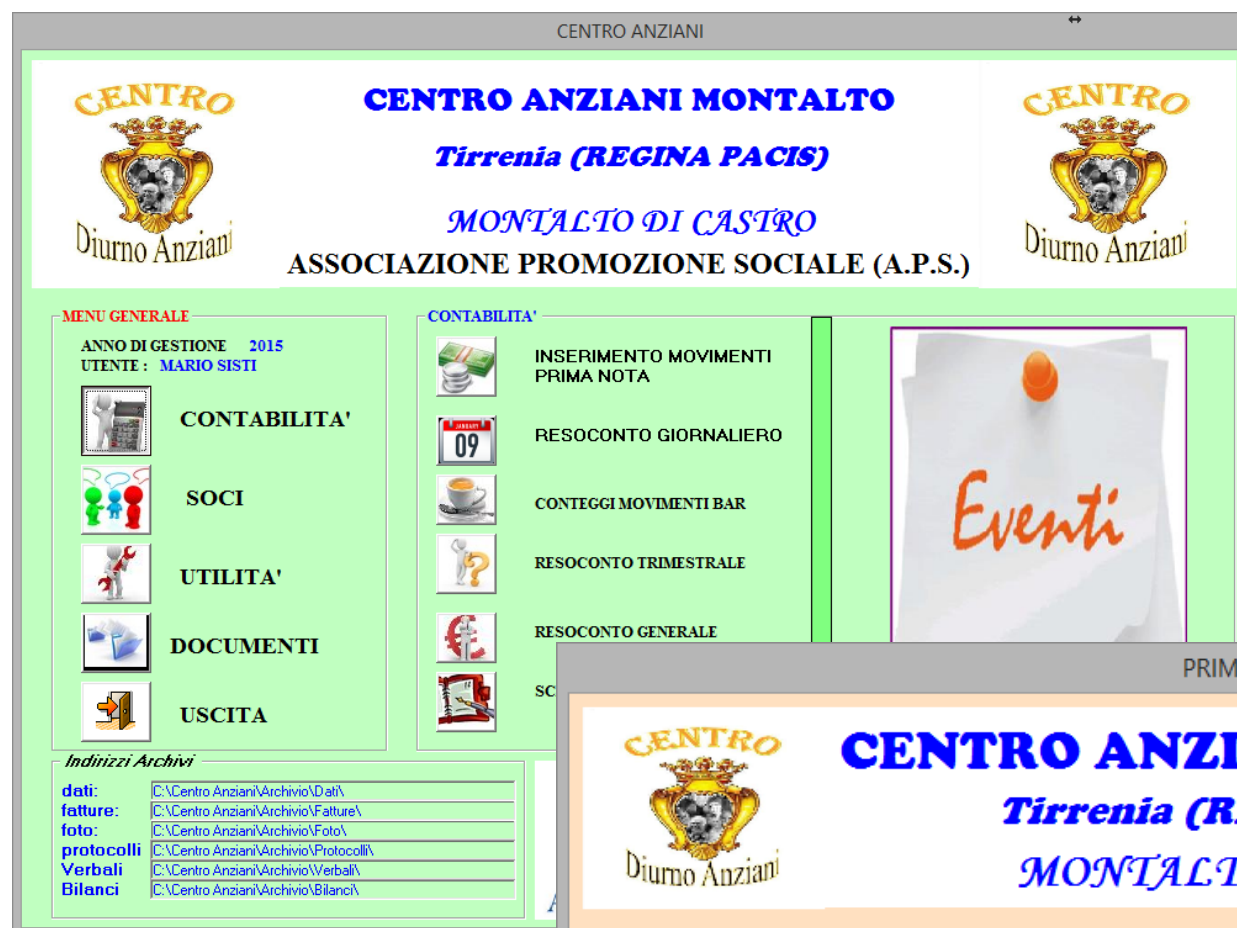 CENTRO ANZIANI
CENTRO
Diurno Anziani
CENTRO ANZIANI MONTALTO
Tirrenia (REGINA PACIS)
MONTALTO DI CASTRO
ASSOCIAZIONE PROMOZIONE SOCIALE (A.P.S.)
CENTRO
Diurno Anziani
MENU GENERALE
ANNO DI GESTIONE 2015
UTENTE : MARIO SISTI
CONTABILITA'
SOCI
UTILITA'
DOCUMENTI
USCITA
CONTABILITA'
INSERIMENTO MOVIMENTI
PRIMA NOTA
JANUARY
09
RESOCONTO GIORNALIERO
CONTEGGI MOVIMENTI BAR
RESOCONTO TRIMESTRALE
RESOCONTO GENERALE
SC
Eventi
Indirizzi Archivi
dati: C:\Centro Anziani\Archivio\Dati\
fatture: C:\Centro Anziani\Archivio\Fatture\
foto: C:\Centro Anziani\Archivio\Foto\
protocolli C:\Centro Anziani\Archivio\Protocolli\
Verbali C:\Centro Anziani\Archivio\Verbali\
Bilanci C:\Centro Anziani\Archivio\Bilanci\
A
PRIM
CENTRO
Diurno Anziani
CENTRO ANZI
Tirrenia (R
MONTALT